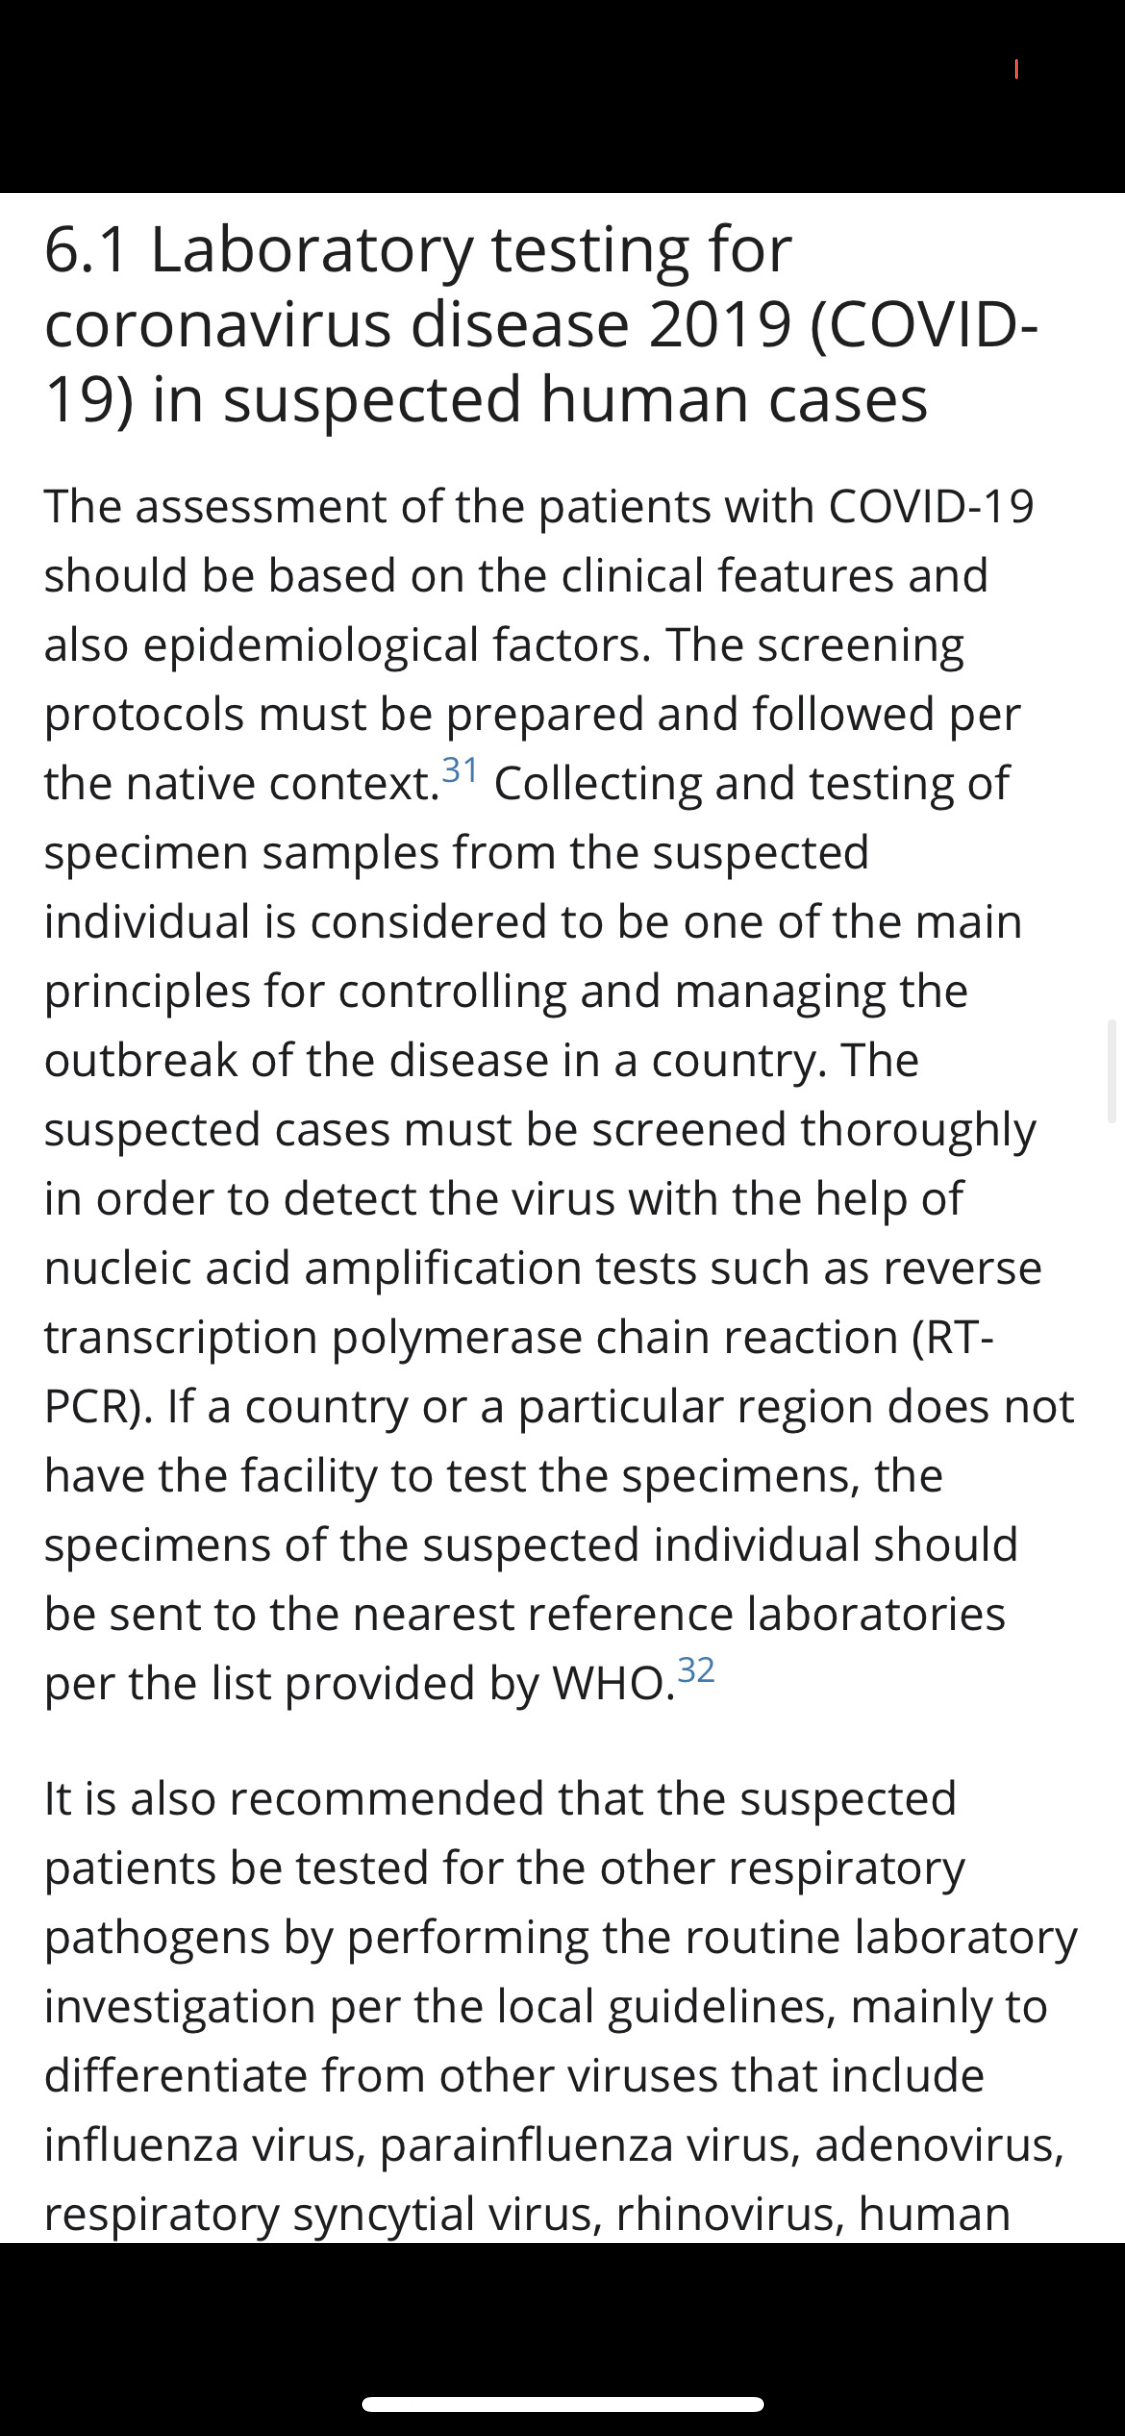 6.1 Laboratory testing for
coronavirus disease 2019 (COVID-
19) in suspected human cases
The assessment of the patients with COVID-19
should be based on the clinical features and
also epidemiological factors. The screening
protocols must be prepared and followed per
the native context.31 Collecting and testing of
specimen samples from the suspected
individual is considered to be one of the main
principles for controlling and managing the
outbreak of the disease in a country. The
suspected cases must be screened thoroughly
in order to detect the virus with the help of
nucleic acid amplification tests such as reverse
transcription polymerase chain reaction (RT-
PCR). If a country or a particular region does not
have the facility to test the specimens, the
specimens of the suspected individual should
be sent to the nearest reference laboratories
per the list provided by WHO.32
It is also recommended that the suspected
patients be tested for the other respiratory
pathogens by performing the routine laboratory
investigation per the local guidelines, mainly to
differentiate from other viruses that include
influenza virus, parainfluenza virus, adenovirus,
respiratory syncytial virus, rhinovirus, human